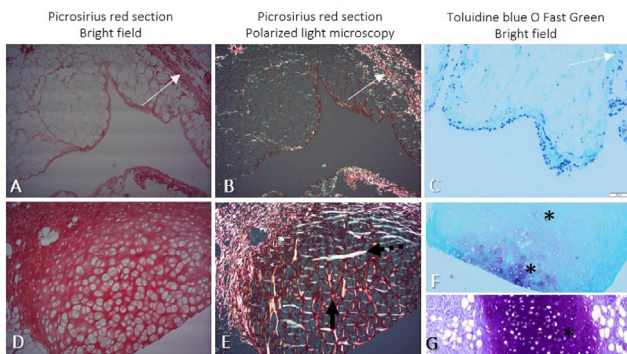 Picrosirius red section
Bright field
Picrosirius red section
Polarized light microscopy
Toluidine blue O Fast Green
Bright field
A
B
C
D
E
F
*
*
G
*